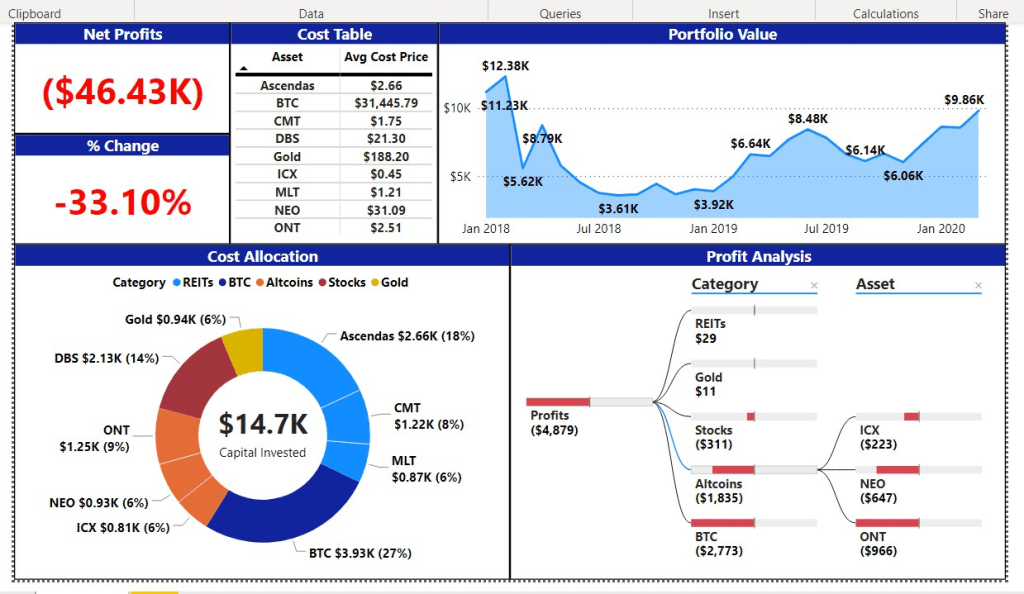 Clipboard Data Queries Insert Calculations Share
Net Profits
($46.43K)
% Change
-33.10%
Cost Table
Asset Avg Cost Price
Ascendas $2.66
BTC $31,445.79
CMT $1.75
DBS $21.30
Gold $188.20
ICX $0.45
MLT $1.21
NEO $31.09
ONT $2.51
Portfolio Value
$12.38K
$9.86K
$10K $11.23K
$8.48K
$8.79K
$6.64K
$6.14K
$5K
$5.62K
$6.06K
$3.61K
$3.92K
Jan 2018 Jul 2018 Jan 2019 Jul 2019 Jan 2020
Cost Allocation
Category REITs BTC Altcoins Stocks Gold
Gold $0.94K (6%)
Ascendas $2.66K (18%)
DBS $2.13K (14%)
CMT
$1.22K (8%)
$14.7K
Capital Invested
ONT
$1.25K (9%)
MLT
$0.87K (6%)
NEO $0.93K (6%)
ICX $0.81K (6%)
BTC $3.93K (27%)
Profit Analysis
Category × Asset ×
Profits
($4,879)
REITs
$29
Gold
$11
Stocks
($311)
Altcoins
($1,835)
BTC
($2,773)
ICX
($223)
NEO
($647)
ONT
($966)